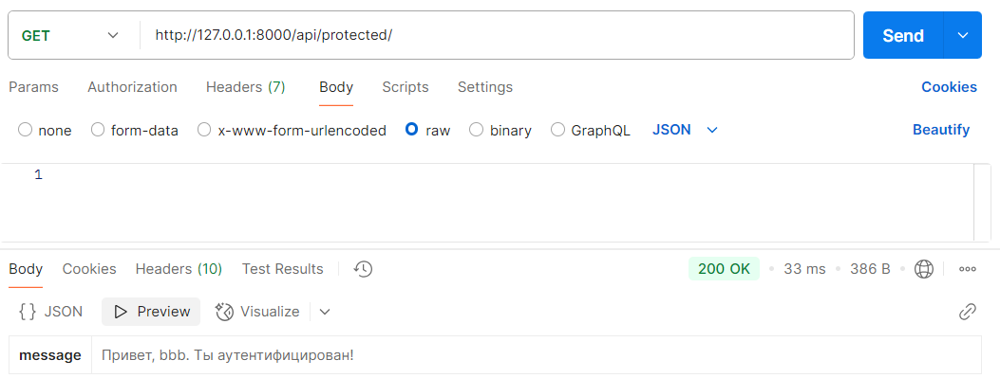 GET http://127.0.0.1:8000/api/protected/ Send
Params Authorization Headers (7) Body Scripts Settings Cookies
none form-data x-www-form-urlencoded raw binary GraphQL JSON Beautify
1
Body Cookies Headers (10) Test Results 200 OK 33 ms 386 B
{} JSON Preview Visualize
message Привет, bbb. Ты аутентифицирован!